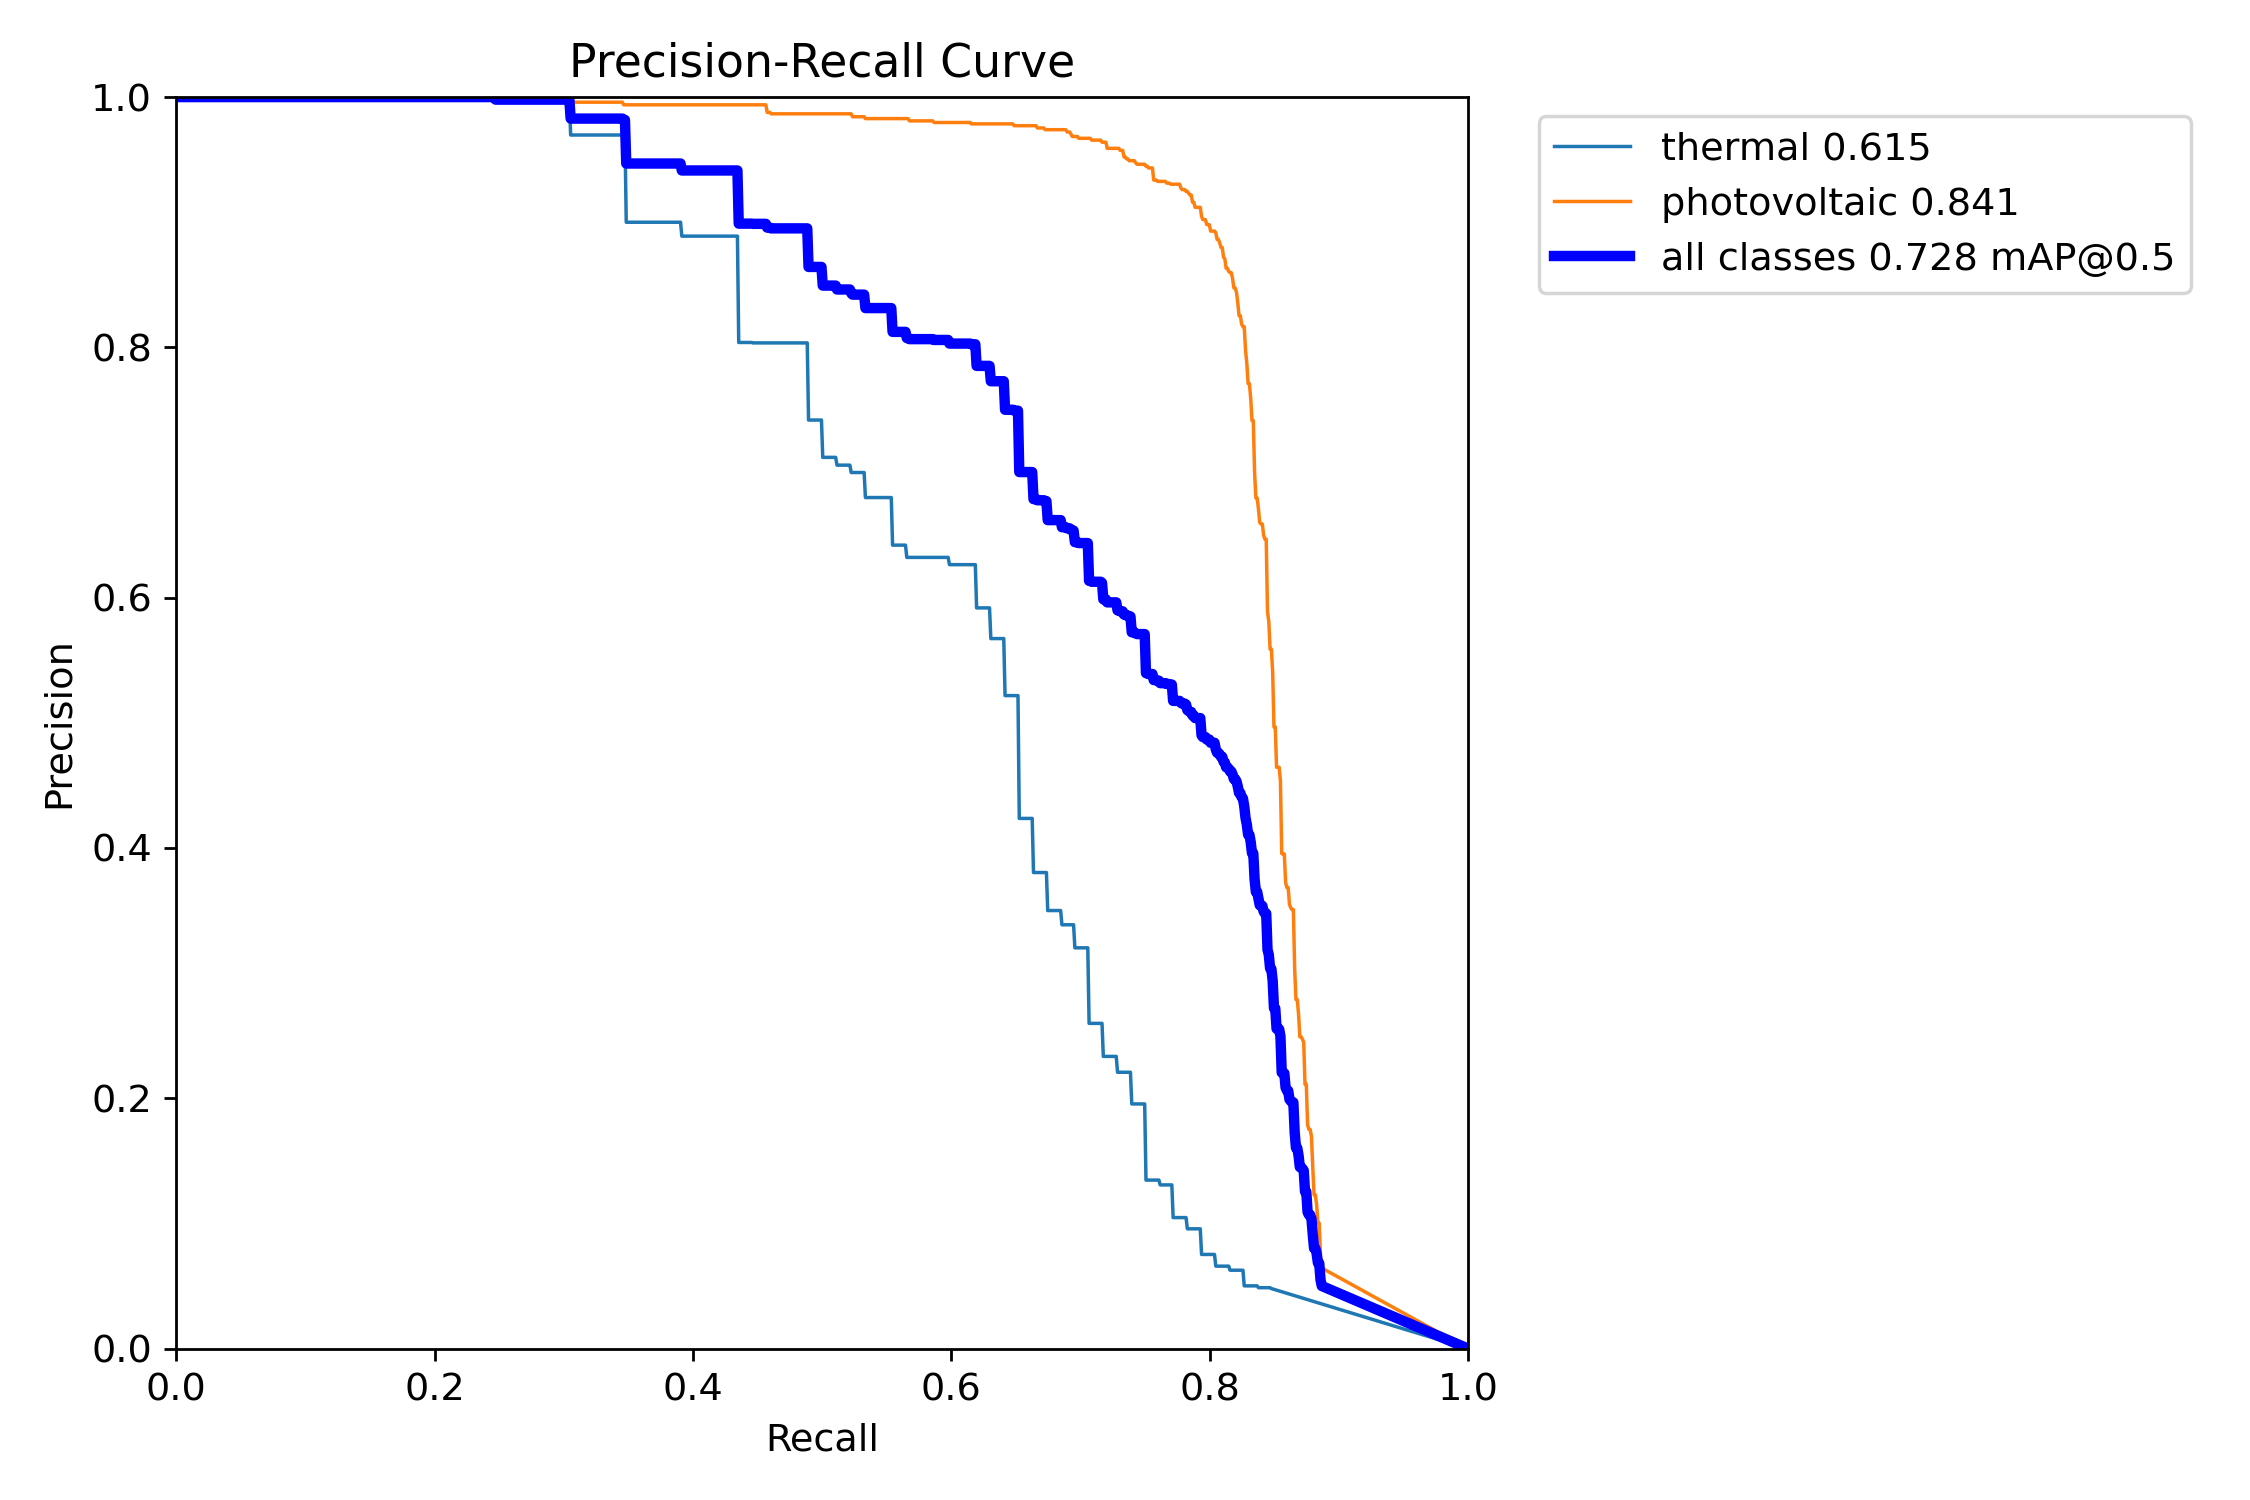 Precision-Recall Curve
thermal 0.615
photovoltaic 0.841
all classes 0.728 mAP@0.5
Precision
1.0
0.8
0.6
0.4
0.2
0.0
0.0 0.2 0.4 0.6 0.8 1.0
Recall